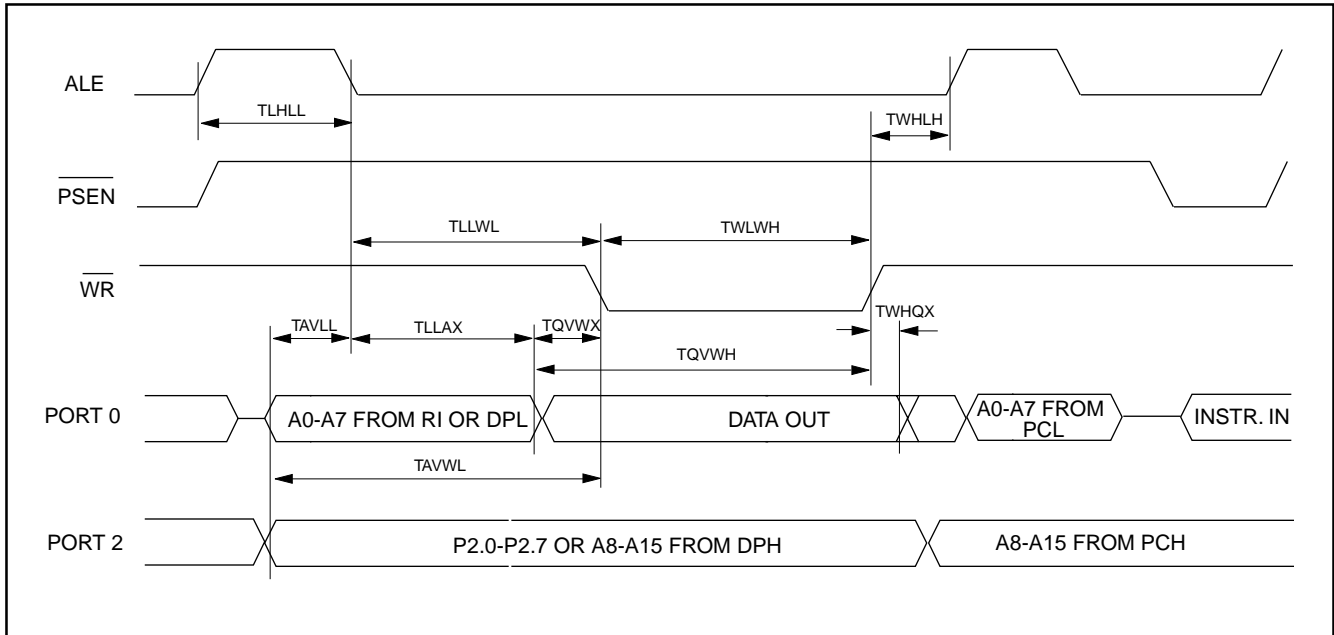 ALE
TLHLL
TWHLH
PSEN
TLLWL
TWLWH
WR
TAVLL
TLLAX
TQVWX
TWHQX
TQVWH
PORT 0
A0-A7 FROM RI OR DPL
DATA OUT
A0-A7 FROM
PCL
INSTR. IN
TAVWL
PORT 2
P2.0-P2.7 OR A8-A15 FROM DPH
A8-A15 FROM PCH